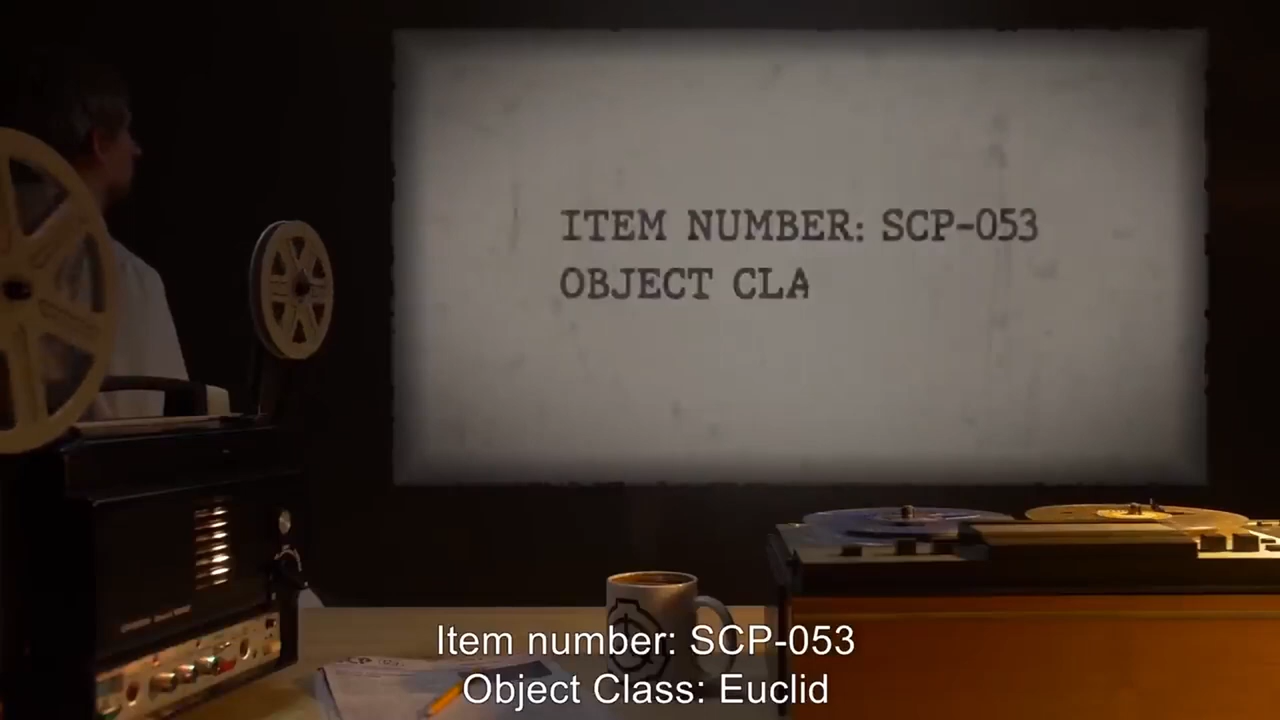 ITEM NUMBER: SCP-053
OBJECT CLA
Item number: SCP-053
Object Class: Euclid